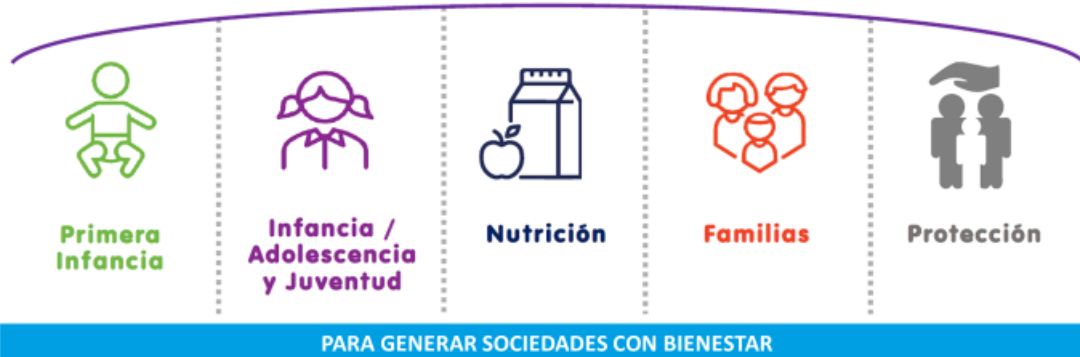 Primera
Infancia
Infancia /
Adolescencia
y Juventud
Nutrición
Familias
Protección
PARA GENERAR SOCIEDADES CON BIENESTAR